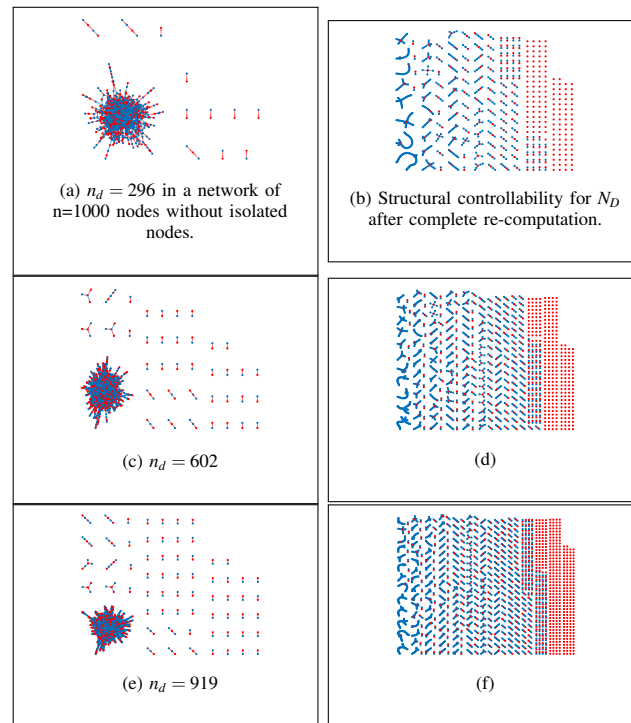 (a) n_d = 296 in a network of
n=1000 nodes without isolated
nodes.
(b) Structural controllability for N_D
after complete re-computation.
(c) n_d = 602
(d)
(e) n_d = 919
(f)